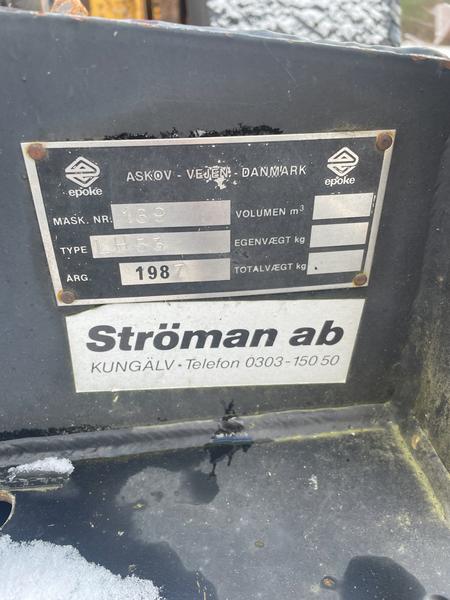 epoke ASKOV - VEJEN - DANMARK epoke
MASK. NR. 169 VOLUMEN m³
TYPE EGENVÆGT kg
ÅRG. 1987 TOTALVÆGT kg
Ströman ab
KUNGÄLV • Telefon 0303-150 50